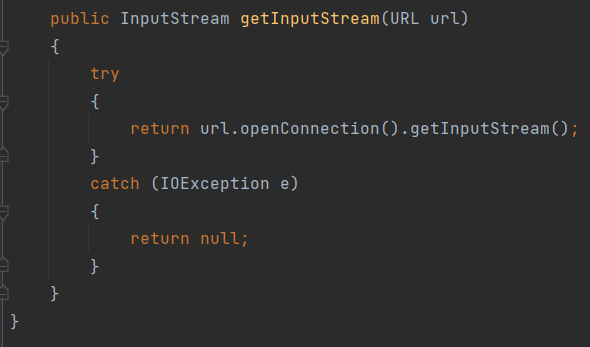 public InputStream getInputStream(URL url)
{
try
{
return url.openConnection().getInputStream();
}
catch (IOException e)
{
return null;
}
}
}